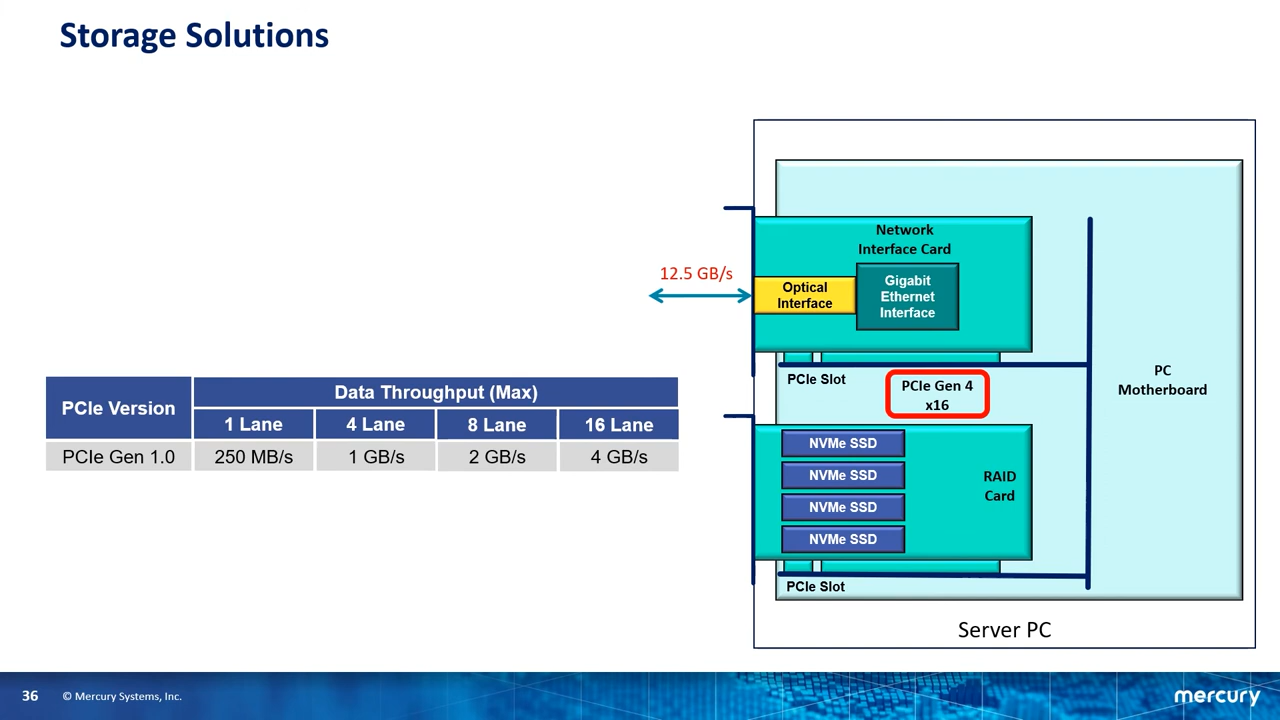 Storage Solutions
PCIe Version
Data Throughput (Max)
1 Lane
4 Lane
8 Lane
16 Lane
PCIe Gen 1.0
250 MB/s
1 GB/s
2 GB/s
4 GB/s
12.5 GB/s
Network
Interface Card
Optical
Interface
Gigabit
Ethernet
Interface
PCIe Slot
PCIe Gen 4
x16
PC
Motherboard
NVMe SSD
NVMe SSD
NVMe SSD
NVMe SSD
RAID
Card
PCIe Slot
Server PC
36
© Mercury Systems, Inc.
mercury